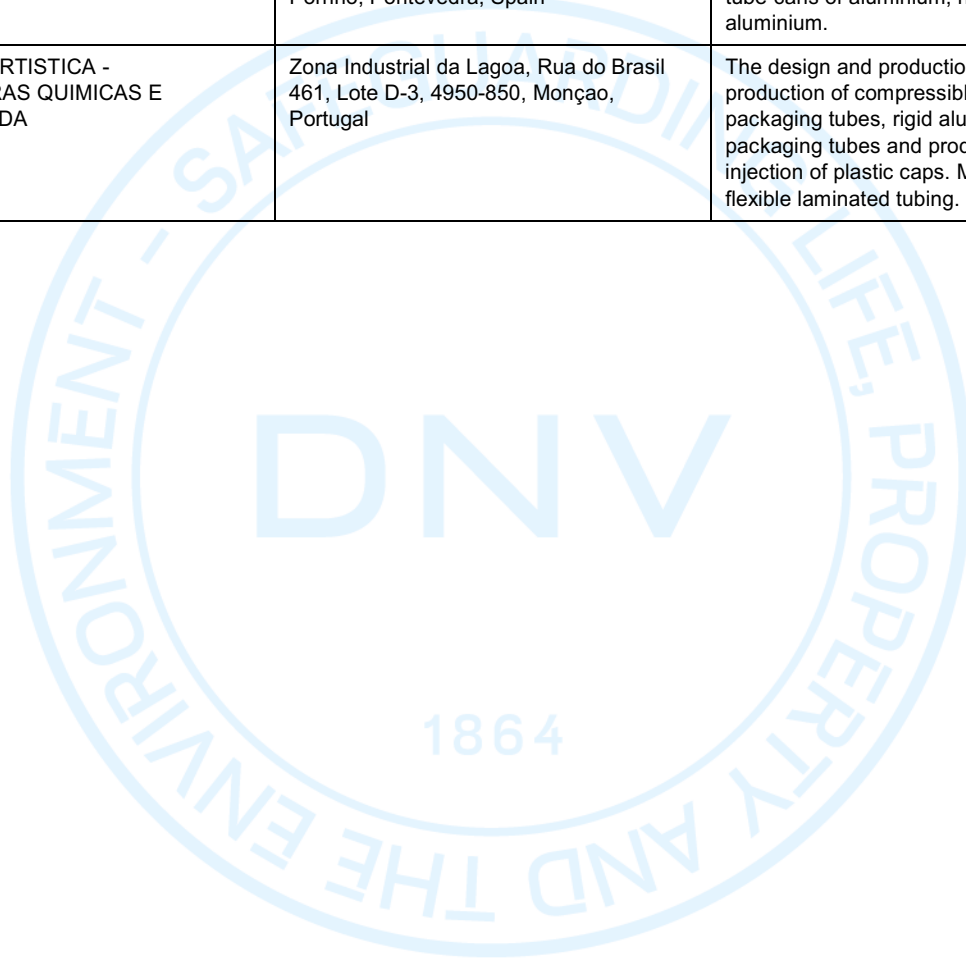 Pontevedra, Spain
tube cans of aluminium,
aluminium.
RTISTICA -
RAS QUIMICAS E
DA
Zona Industrial da Lagoa, Rua do Brasil
461, Lote D-3, 4950-850, Monçao,
Portugal
The design and productio
production of compressibl
packaging tubes, rigid alu
packaging tubes and prod
injection of plastic caps. M
flexible laminated tubing.
SAFEGUARDING LIFE, PROPERTY AND THE ENVIRONMENT -
DNV
1864